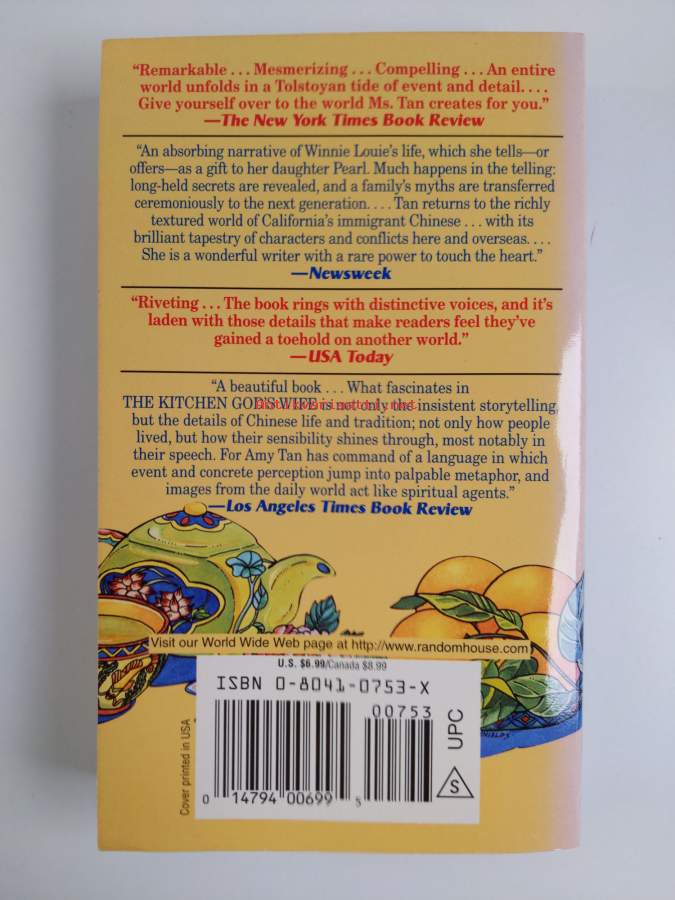 “Remarkable . . . Mesmerizing . . . Compelling . . . An entire
world unfolds in a Tolstoyan tide of event and detail. . . .
Give yourself over to the world Ms. Tan creates for you.”
—The New York Times Book Review
“An absorbing narrative of Winnie Louie’s life, which she tells—or
offers—as a gift to her daughter Pearl. Much happens in the telling:
long-held secrets are revealed, and a family’s myths are transferred
ceremoniously to the next generation. . . . Tan returns to the richly
textured world of California’s immigrant Chinese . . . with its
brilliant tapestry of characters and conflicts here and overseas. . . .
She is a wonderful writer with a rare power to touch the heart.”
—Newsweek
“Riveting . . . The book rings with distinctive voices, and it’s
laden with those details that make readers feel they’ve
gained a toehold on another world.”
—USA Today
“A beautiful book . . . What fascinates in
THE KITCHEN GOD’S WIFE is not only the insistent storytelling,
but the details of Chinese life and tradition; not only how people
lived, but how their sensibility shines through, most notably in
their speech. For Amy Tan has command of a language in which
event and concrete perception jump into palpable metaphor, and
images from the daily world act like spiritual agents.”
—Los Angeles Times Book Review
Visit our World Wide Web page at http://www.randomhouse.com
U.S. $6.99/Canada $8.99
ISBN 0-8041-0753-X
00753
UPC
S
0 14794 00699 5
Cover printed in USA